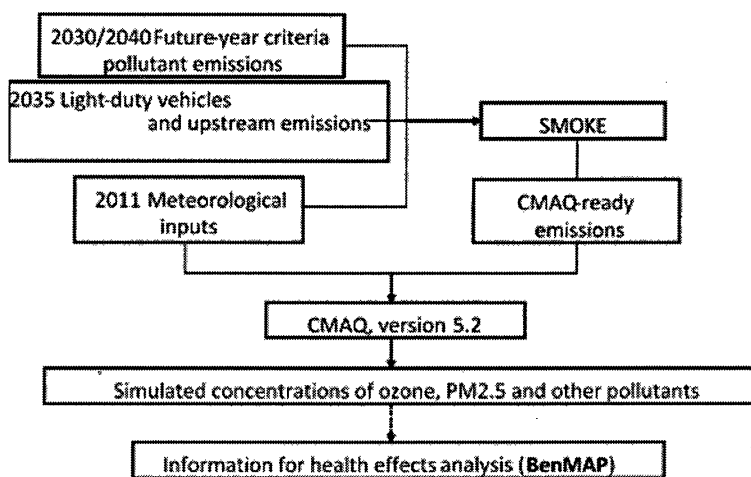 2030/2040 Future-year criteria
pollutant emissions
2035 Light-duty vehicles
and upstream emissions
SMOKE
2011 Meteorological
inputs
CMAQ-ready
emissions
CMAQ, version 5.2
Simulated concentrations of ozone, PM2.5 and other pollutants
Information for health effects analysis (BenMAP)